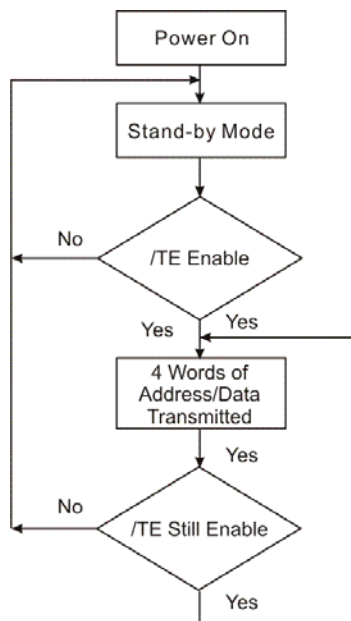 Power On
Stand-by Mode
No
/TE Enable
Yes
Yes
4 Words of
Address/Data
Transmitted
Yes
No
/TE Still Enable
Yes